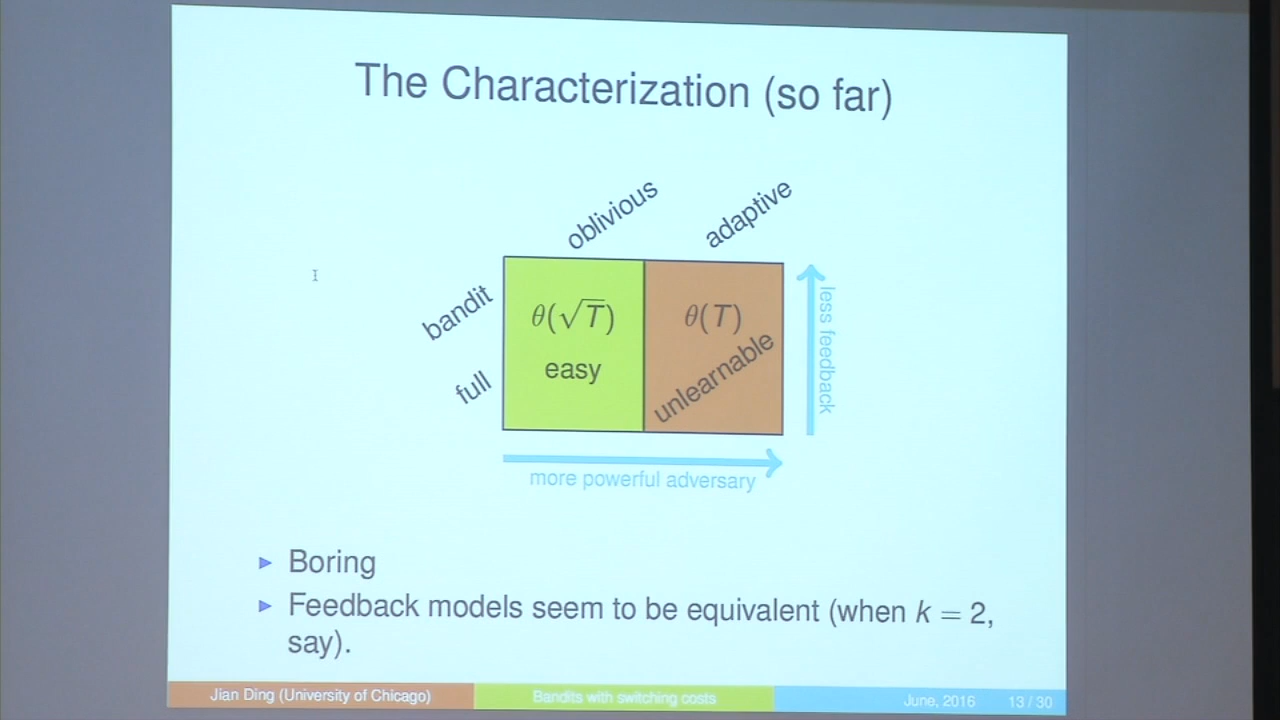 The Characterization (so far)
oblivious
adaptive
bandit
full
θ(√T)
easy
θ(T)
unlearnable
less feedback
more powerful adversary
Boring
Feedback models seem to be equivalent (when k = 2,
say).
Jian Ding (University of Chicago)
Bandits with switching costs
June, 2016
13 / 30